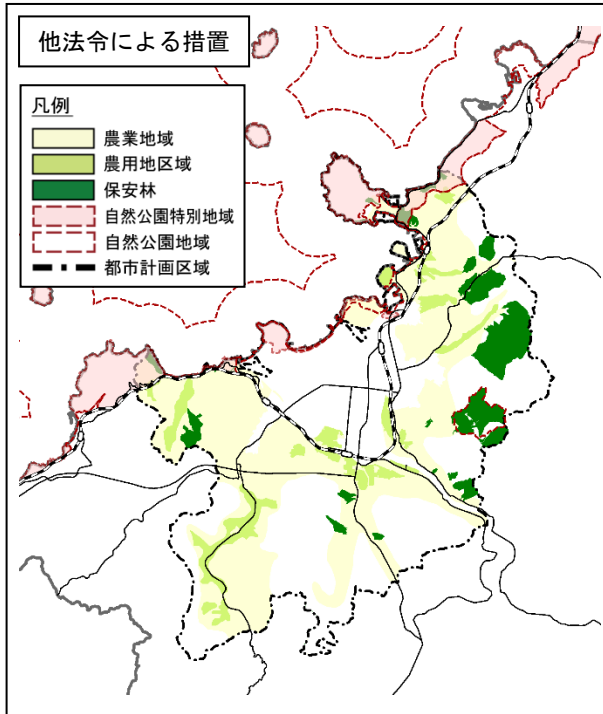 他法令による措置
凡例
農業地域
農用地区域
保安林
自然公園特別地域
自然公園地域
都市計画区域